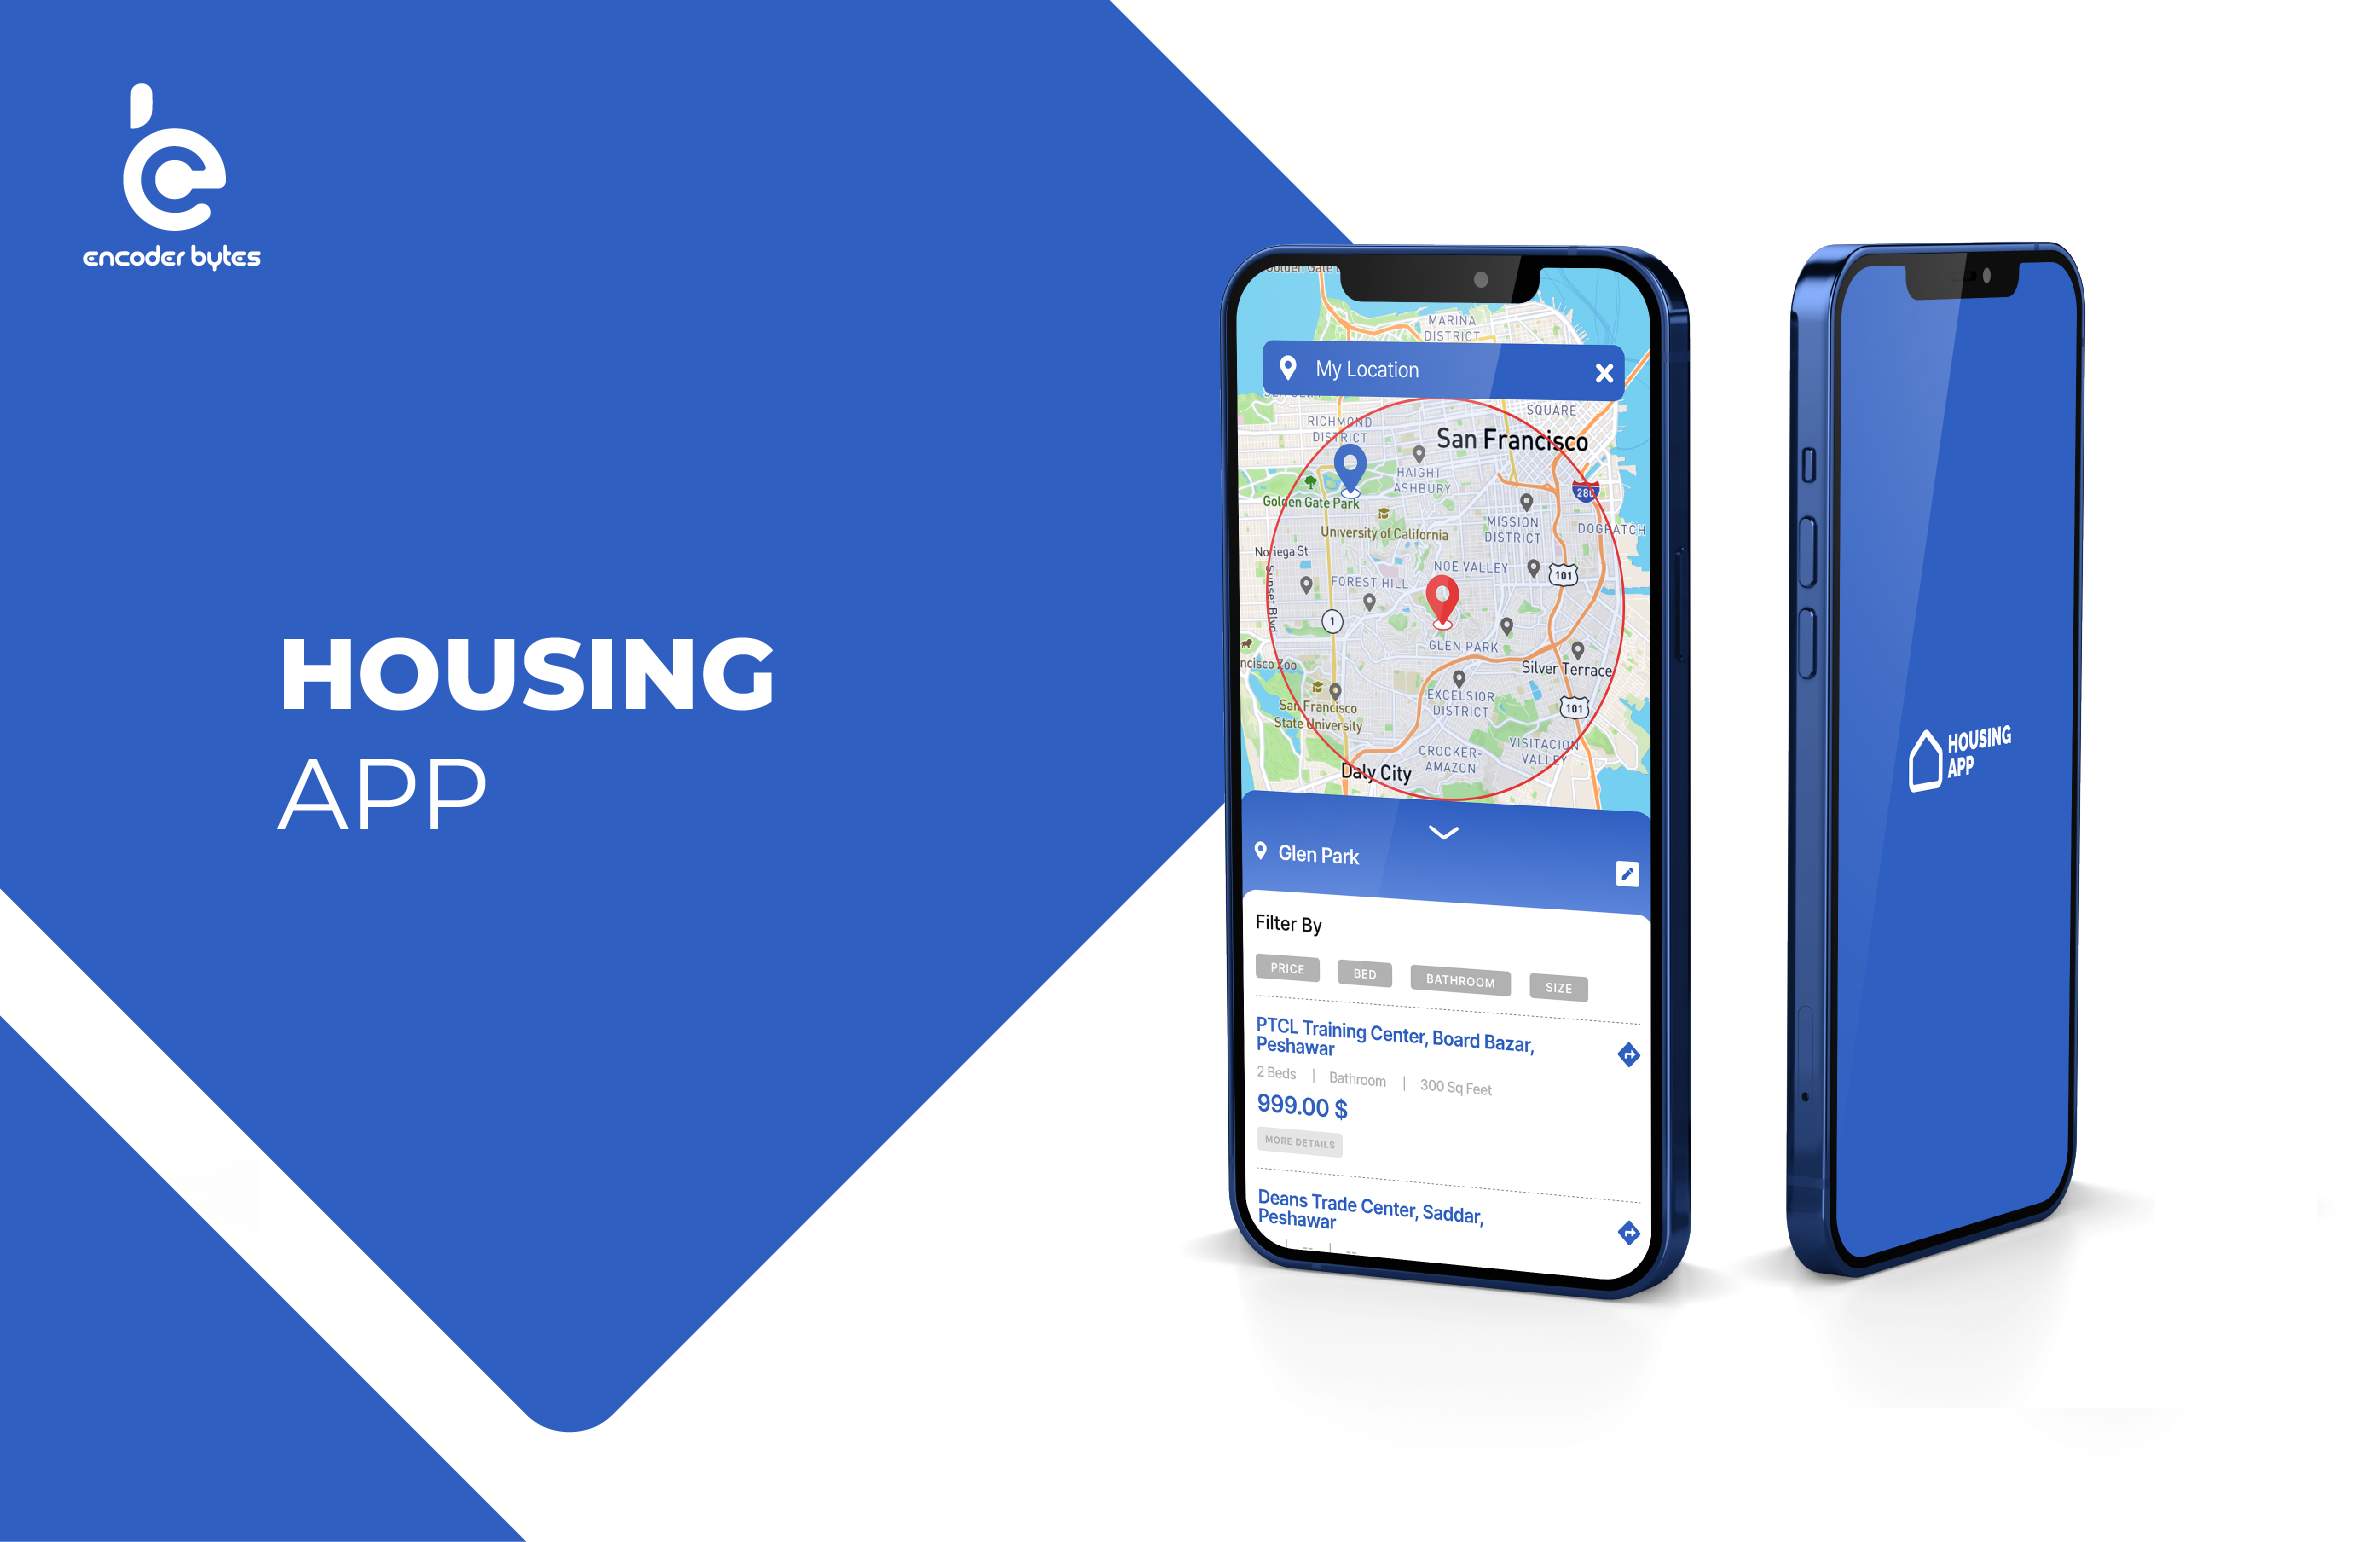 encoder bytes
HOUSING
APP
MARINA
DISTRICT
My Location
SQUARE
RICHMOND
DISTRICT
San Francisco
HAIGHT
ASHBURY
280
Golden Gate Park
MISSION
DISTRICT
DOGPATCH
University of California
Noriega St
NOE VALLEY
101
FOREST HILL
Sunset Blvd
1
GLEN PARK
Silver Terrace
ncisco Zoo
EXCELSIOR
DISTRICT
San Francisco
State University
101
CROCKER-
AMAZON
VISITACION
VALLEY
Daly City
Glen Park
Filter By
PRICE
BED
BATHROOM
SIZE
PTCL Training Center, Board Bazar,
Peshawar
2 Beds | Bathroom | 300 Sq Feet
999.00 $
MORE DETAILS
Deans Trade Center, Saddar,
Peshawar
HOUSING
APP